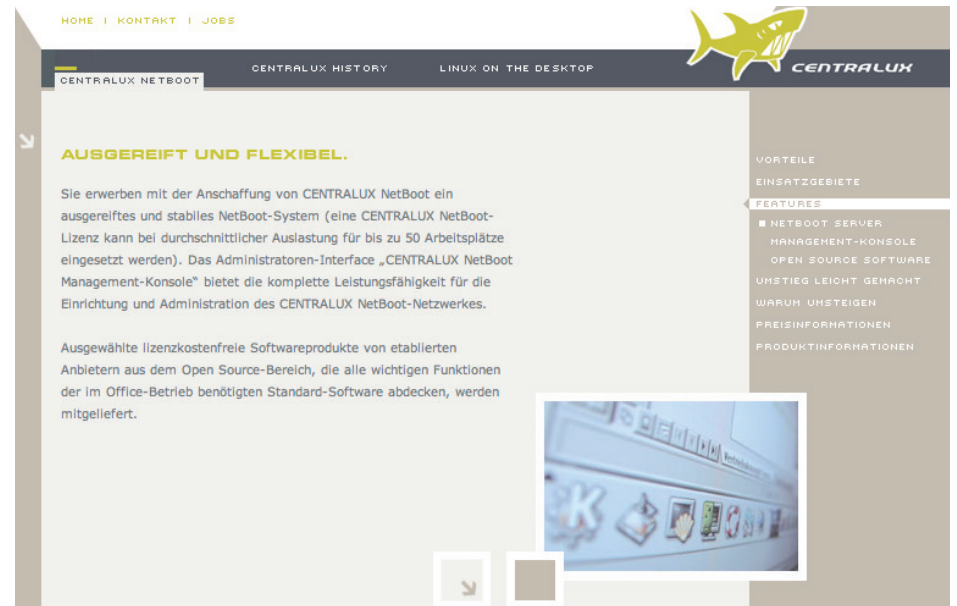 HOME | KONTAKT | JOBS
CENTRALUX NETBOOT
CENTRALUX HISTORY
LINUX ON THE DESKTOP
CENTRALUX
AUSGEREIFT UND FLEXIBEL.
Sie erwerben mit der Anschaffung von CENTRALUX NetBoot ein
ausgereiftes und stabiles NetBoot-System (eine CENTRALUX NetBoot-
Lizenz kann bei durchschnittlicher Auslastung für bis zu 50 Arbeitsplätze
eingesetzt werden). Das Administratoren-Interface „CENTRALUX NetBoot
Management-Konsole“ bietet die komplette Leistungsfähigkeit für die
Einrichtung und Administration des CENTRALUX NetBoot-Netzwerkes.
Ausgewählte lizenzkostenfreie Softwareprodukte von etablierten
Anbietern aus dem Open Source-Bereich, die alle wichtigen Funktionen
der im Office-Betrieb benötigten Standard-Software abdecken, werden
mitgeliefert.
VORTEILE
EINSATZGEBIETE
FEATURES
NETBOOT SERVER
MANAGEMENT-KONSOLE
OPEN SOURCE SOFTWARE
UMSTIEG LEICHT GEMACHT
WARUM UMSTEIGEN
PREISINFORMATIONEN
PRODUKTINFORMATIONEN
K